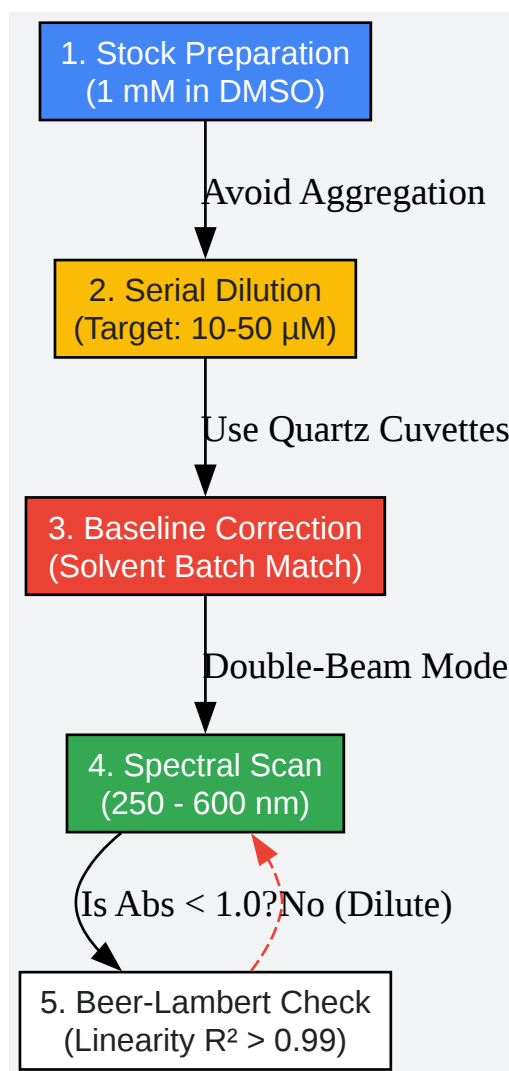 1. Stock Preparation
(1 mM in DMSO)
Avoid Aggregation
2. Serial Dilution
(Target: 10-50 µM)
Use Quartz Cuvettes
3. Baseline Correction
(Solvent Batch Match)
Double-Beam Mode
4. Spectral Scan
(250 - 600 nm)
Is Abs < 1.0?
No (Dilute)
5. Beer-Lambert Check
(Linearity R² > 0.99)